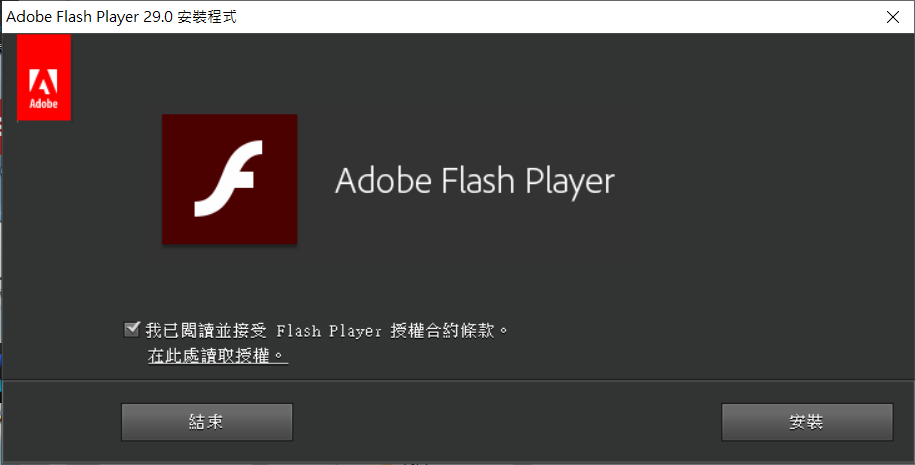 Adobe Flash Player 29.0 安裝程式
Adobe
Adobe Flash Player
我已閱讀並接受 Flash Player 授權合約條款。
在此處讀取授權。
結束
安裝